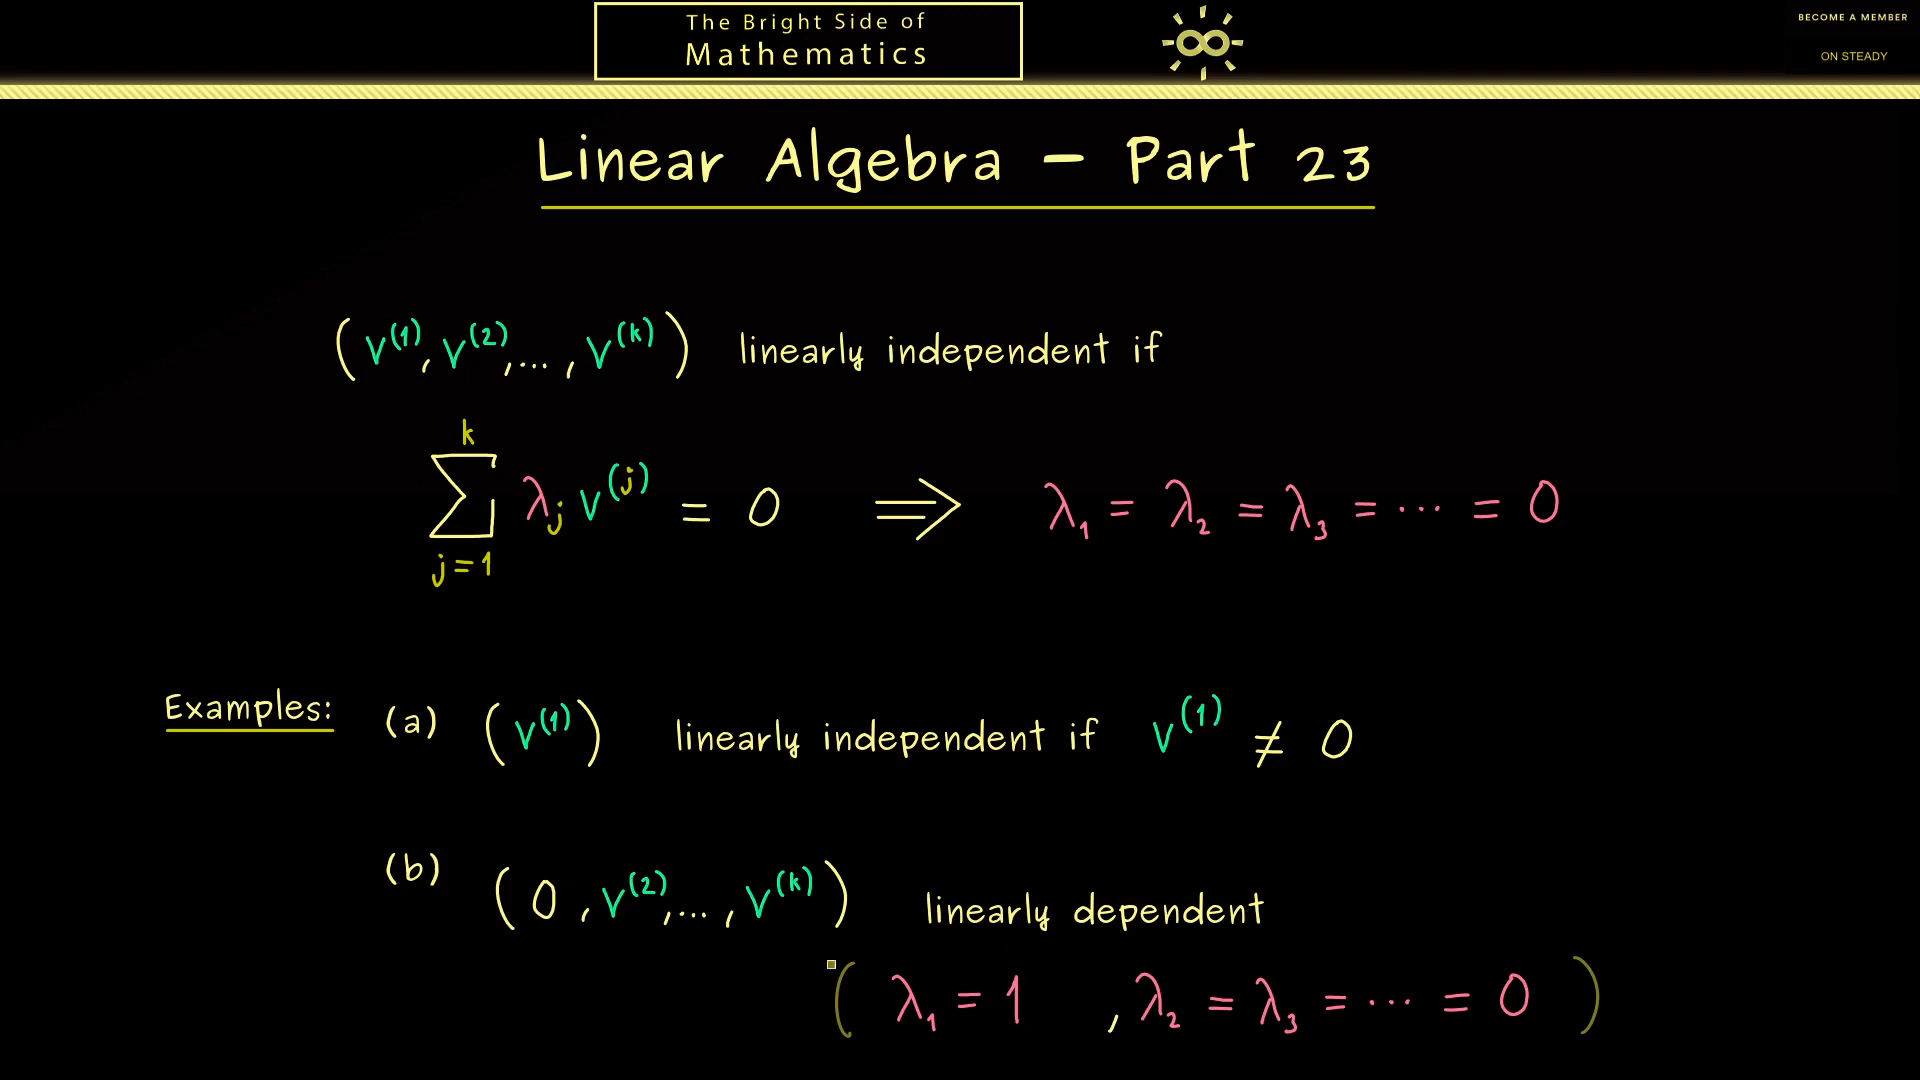 The Bright Side of
Mathematics
BECOME A MEMBER
ON STEADY
Linear Algebra – Part 23
(v⁽¹⁾, v⁽²⁾, ..., v⁽ᵏ⁾) linearly independent if
∑_{j=1}^{k} λ_j v^{(j)} = 0 ⟹ λ₁ = λ₂ = λ₃ = ⋯ = 0
Examples: (a) (v⁽¹⁾) linearly independent if v⁽¹⁾ ≠ 0
(b) (0, v⁽²⁾, ..., v⁽ᵏ⁾) linearly dependent
(λ₁ = 1 , λ₂ = λ₃ = ⋯ = 0)